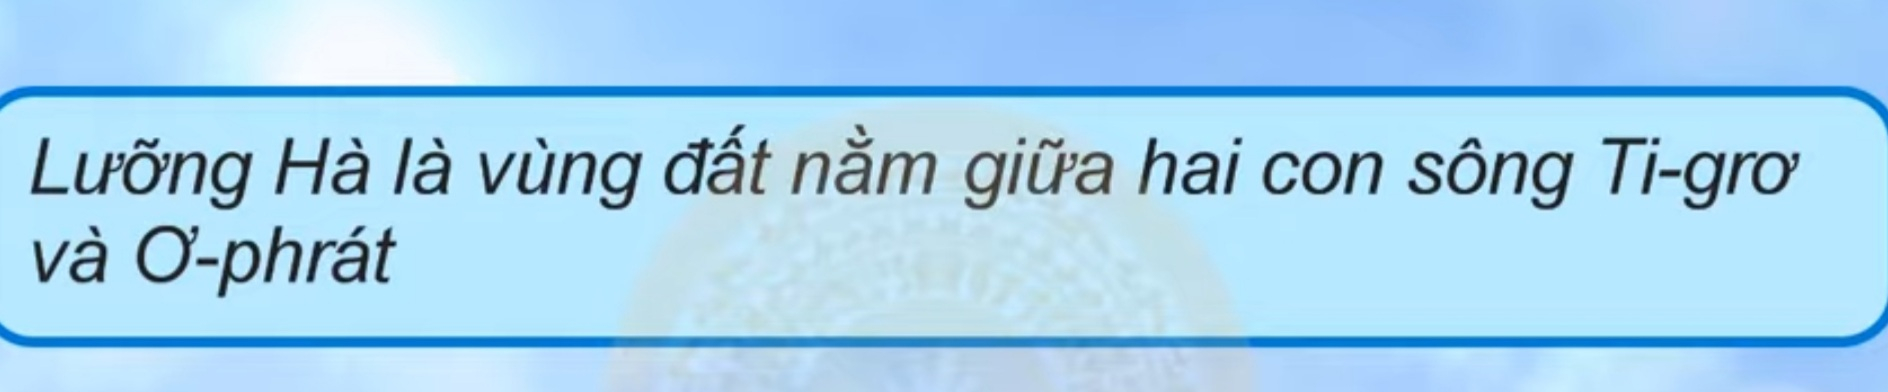 Lưỡng Hà là vùng đất nằm giữa hai con sông Ti-grơ
và Ơ-phrát